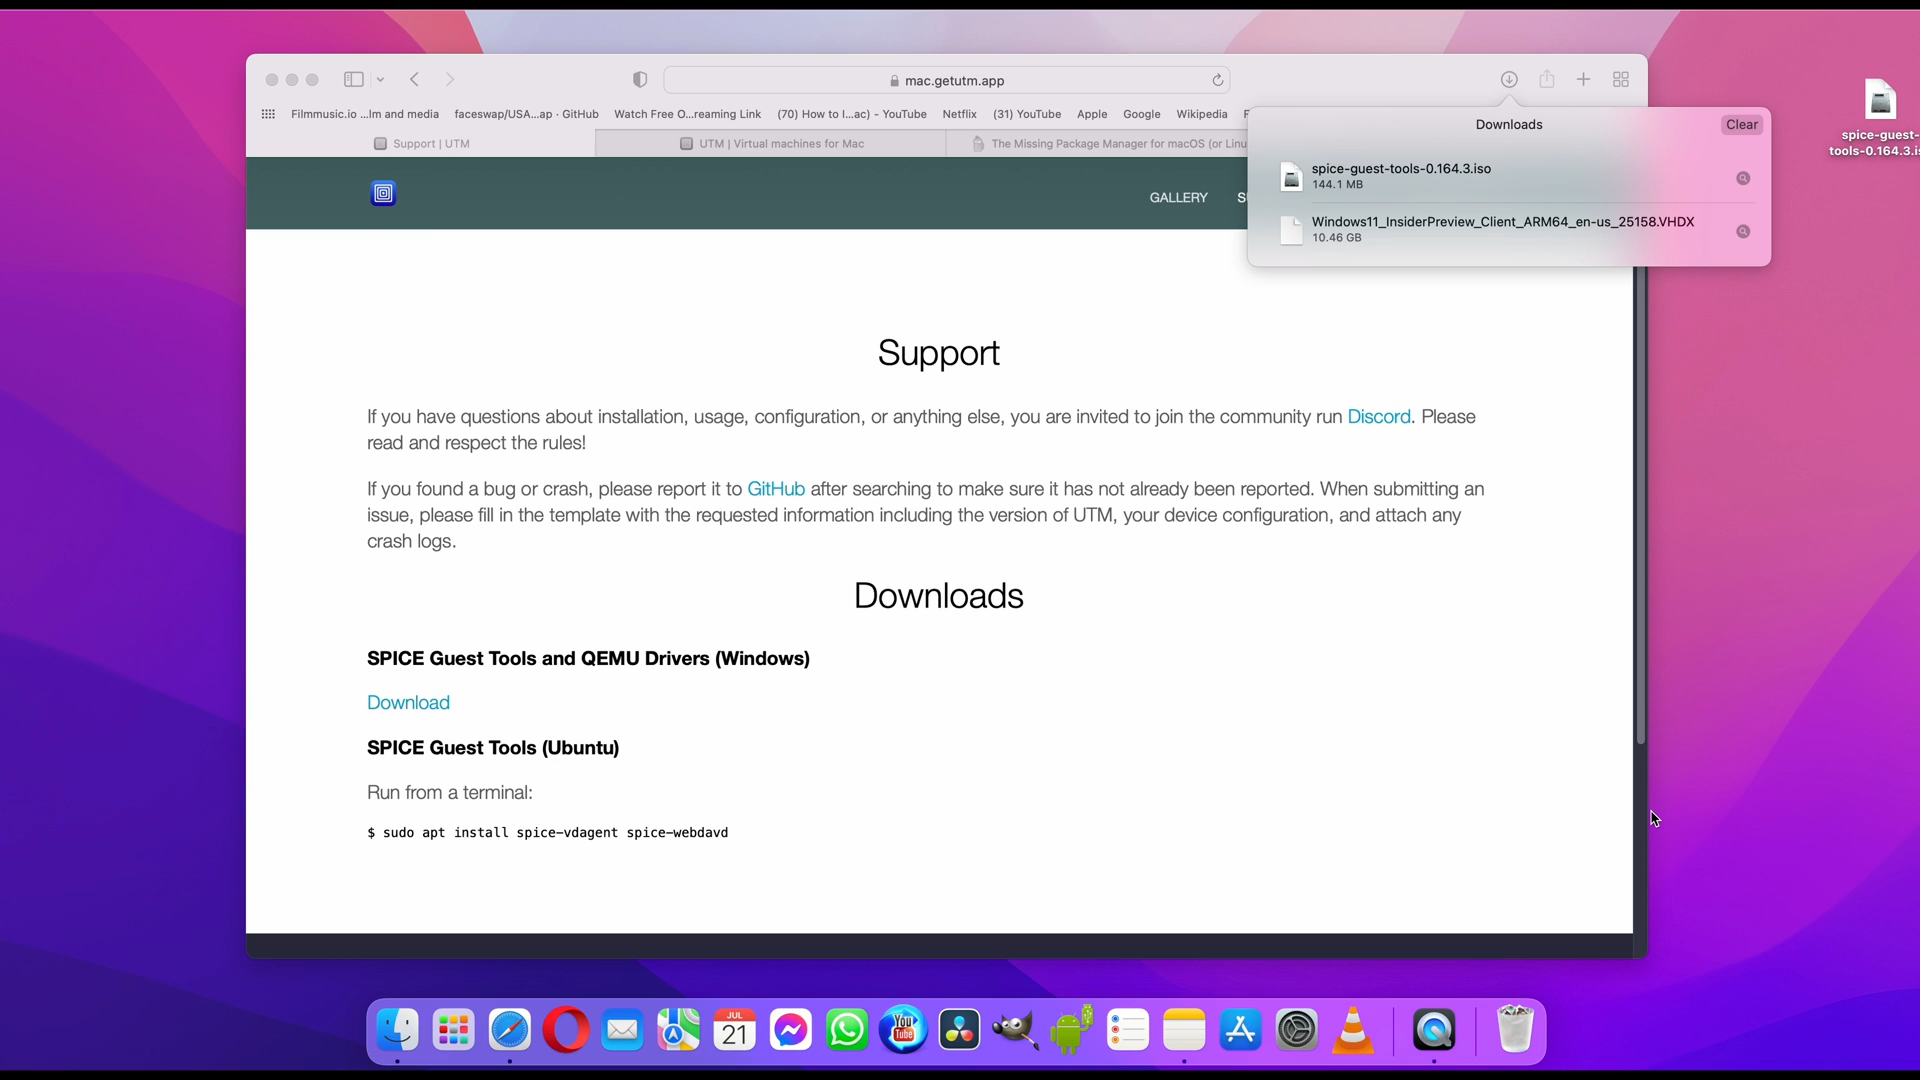 mac.getutm.app
Filmmusic.io ...lm and media
faceswap/USA...ap · GitHub
Watch Free O...reaming Link
(70) How to I...ac) - YouTube
Netflix
(31) YouTube
Apple
Google
Wikipedia
Support | UTM
UTM | Virtual machines for Mac
The Missing Package Manager for macOS (or Linu
Downloads
Clear
spice-guest-tools-0.164.3.iso
144.1 MB
Windows11_InsiderPreview_Client_ARM64_en-us_25158.VHDX
10.46 GB
spice-guest-
tools-0.164.3.is
GALLERY
Support
If you have questions about installation, usage, configuration, or anything else, you are invited to join the community run Discord. Please
read and respect the rules!
If you found a bug or crash, please report it to GitHub after searching to make sure it has not already been reported. When submitting an
issue, please fill in the template with the requested information including the version of UTM, your device configuration, and attach any
crash logs.
Downloads
SPICE Guest Tools and QEMU Drivers (Windows)
Download
SPICE Guest Tools (Ubuntu)
Run from a terminal:
$ sudo apt install spice-vdagent spice-webdavd
JUL
21
You
Tube